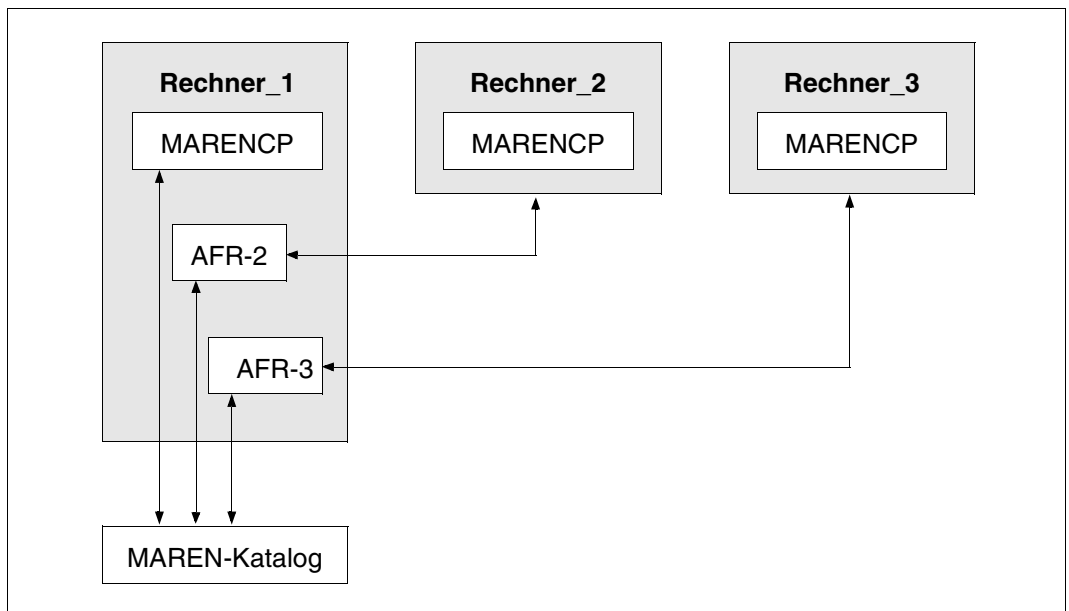 Rechner_1
MARENCP
AFR-2
AFR-3
Rechner_2
MARENCP
Rechner_3
MARENCP
MAREN-Katalog